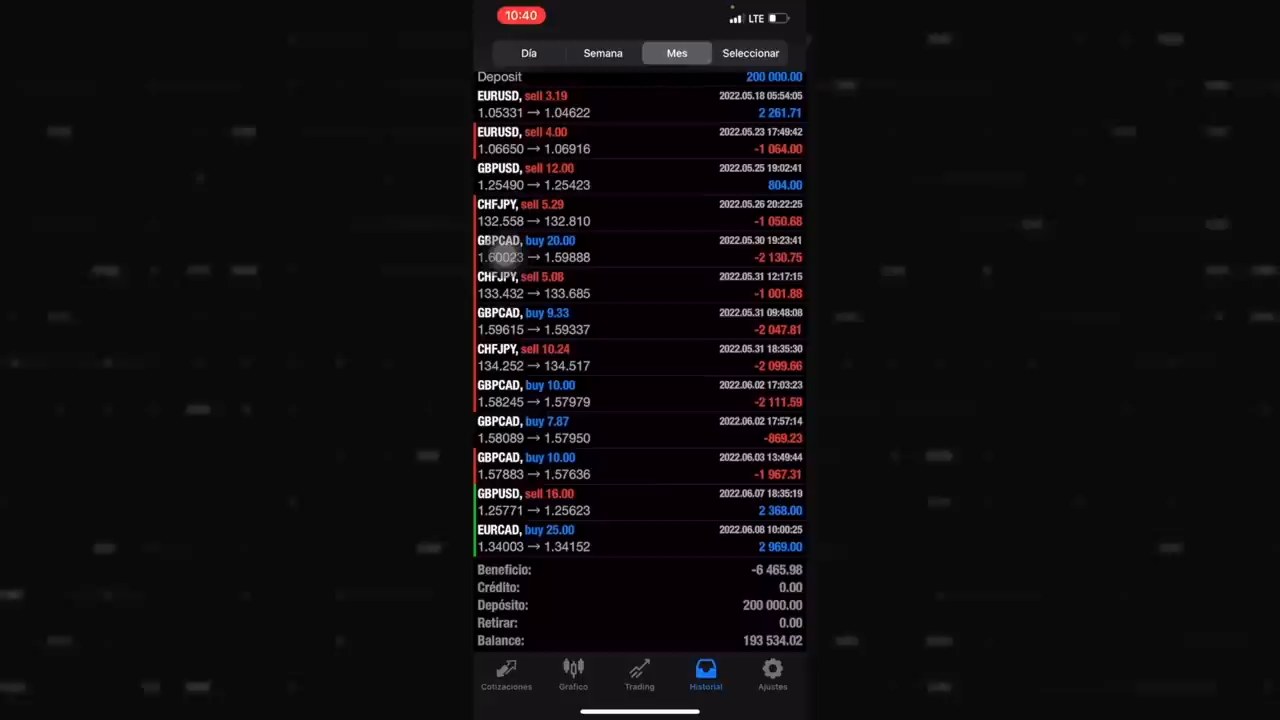 10:40
LTE
Día Semana Mes Seleccionar
Deposit 200 000.00
EURUSD, sell 3.19 2022.05.18 05:54:05
1.05331 → 1.04622 2 261.71
EURUSD, sell 4.00 2022.05.23 17:49:42
1.06650 → 1.06916 -1 064.00
GBPUSD, sell 12.00 2022.05.25 19:02:41
1.25490 → 1.25423 804.00
CHFJPY, sell 5.29 2022.05.26 20:22:25
132.558 → 132.810 -1 050.68
GBPCAD, buy 20.00 2022.05.30 19:23:41
1.60023 → 1.59888 -2 130.75
CHFJPY, sell 5.08 2022.05.31 12:17:15
133.432 → 133.685 -1 001.88
GBPCAD, buy 9.33 2022.05.31 09:48:08
1.59615 → 1.59337 -2 047.81
CHFJPY, sell 10.24 2022.05.31 18:35:30
134.252 → 134.517 -2 099.66
GBPCAD, buy 10.00 2022.06.02 17:03:23
1.58245 → 1.57979 -2 111.59
GBPCAD, buy 7.87 2022.06.02 17:57:14
1.58089 → 1.57950 -869.23
GBPCAD, buy 10.00 2022.06.03 13:49:44
1.57883 → 1.57636 -1 967.31
GBPUSD, sell 16.00 2022.06.07 18:35:19
1.25771 → 1.25623 2 368.00
EURCAD, buy 25.00 2022.06.08 10:00:25
1.34003 → 1.34152 2 969.00
Beneficio: -6 465.98
Crédito: 0.00
Depósito: 200 000.00
Retirar: 0.00
Balance: 193 534.02
Cotizaciones Gráfico Trading Historial Ajustes